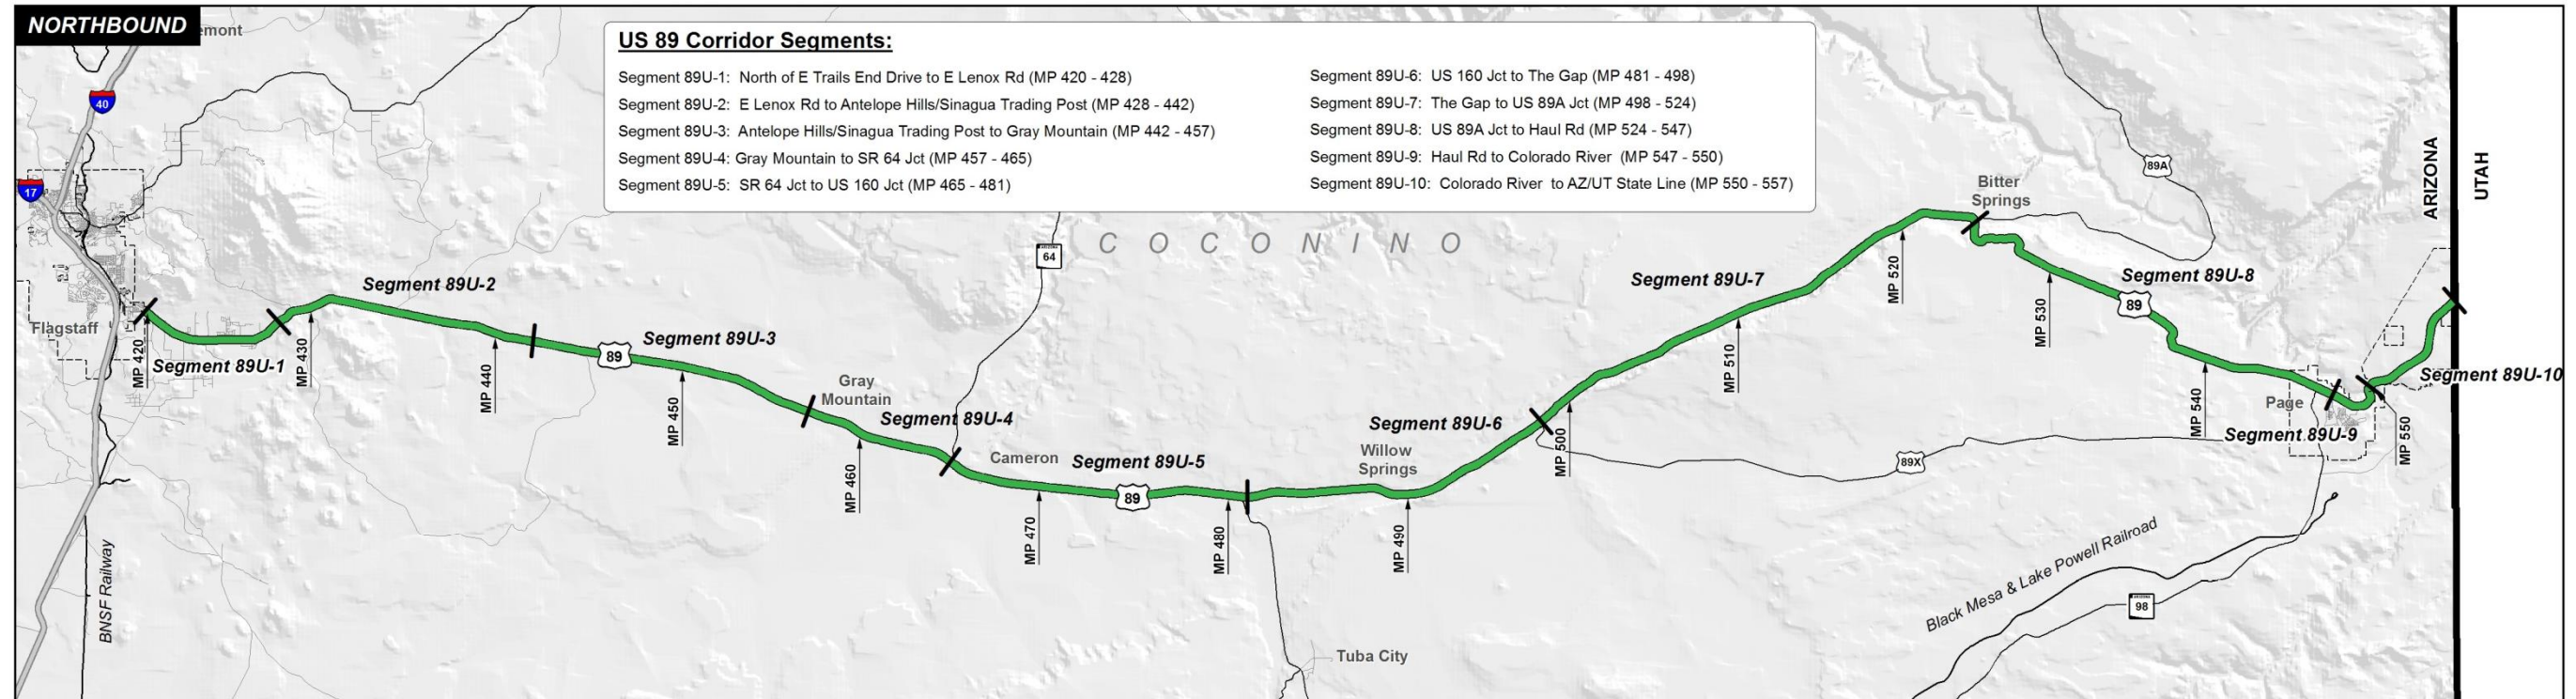 NORTHBOUND
emont
US 89 Corridor Segments:
Segment 89U-1: North of E Trails End Drive to E Lenox Rd (MP 420 - 428)
Segment 89U-2: E Lenox Rd to Antelope Hills/Sinagua Trading Post (MP 428 - 442)
Segment 89U-3: Antelope Hills/Sinagua Trading Post to Gray Mountain (MP 442 - 457)
Segment 89U-4: Gray Mountain to SR 64 Jct (MP 457 - 465)
Segment 89U-5: SR 64 Jct to US 160 Jct (MP 465 - 481)
Segment 89U-6: US 160 Jct to The Gap (MP 481 - 498)
Segment 89U-7: The Gap to US 89A Jct (MP 498 - 524)
Segment 89U-8: US 89A Jct to Haul Rd (MP 524 - 547)
Segment 89U-9: Haul Rd to Colorado River (MP 547 - 550)
Segment 89U-10: Colorado River to AZ/UT State Line (MP 550 - 557)
40
17
89A
ARIZONA
UTAH
Bitter
Springs
COCONINO
64
Segment 89U-2
Segment 89U-7
Segment 89U-8
89
Flagstaff
MP 420
Segment 89U-1
MP 430
MP 440
Segment 89U-3
89
MP 450
Gray
Mountain
Segment 89U-4
MP 460
Cameron
Segment 89U-5
89
MP 470
MP 480
Willow
Springs
Segment 89U-6
MP 490
MP 500
MP 510
MP 520
MP 530
MP 540
Page
Segment 89U-9
Segment 89U-10
MP 550
89X
BNSF Railway
Tuba City
Black Mesa & Lake Powell Railroad
ARIZONA
98